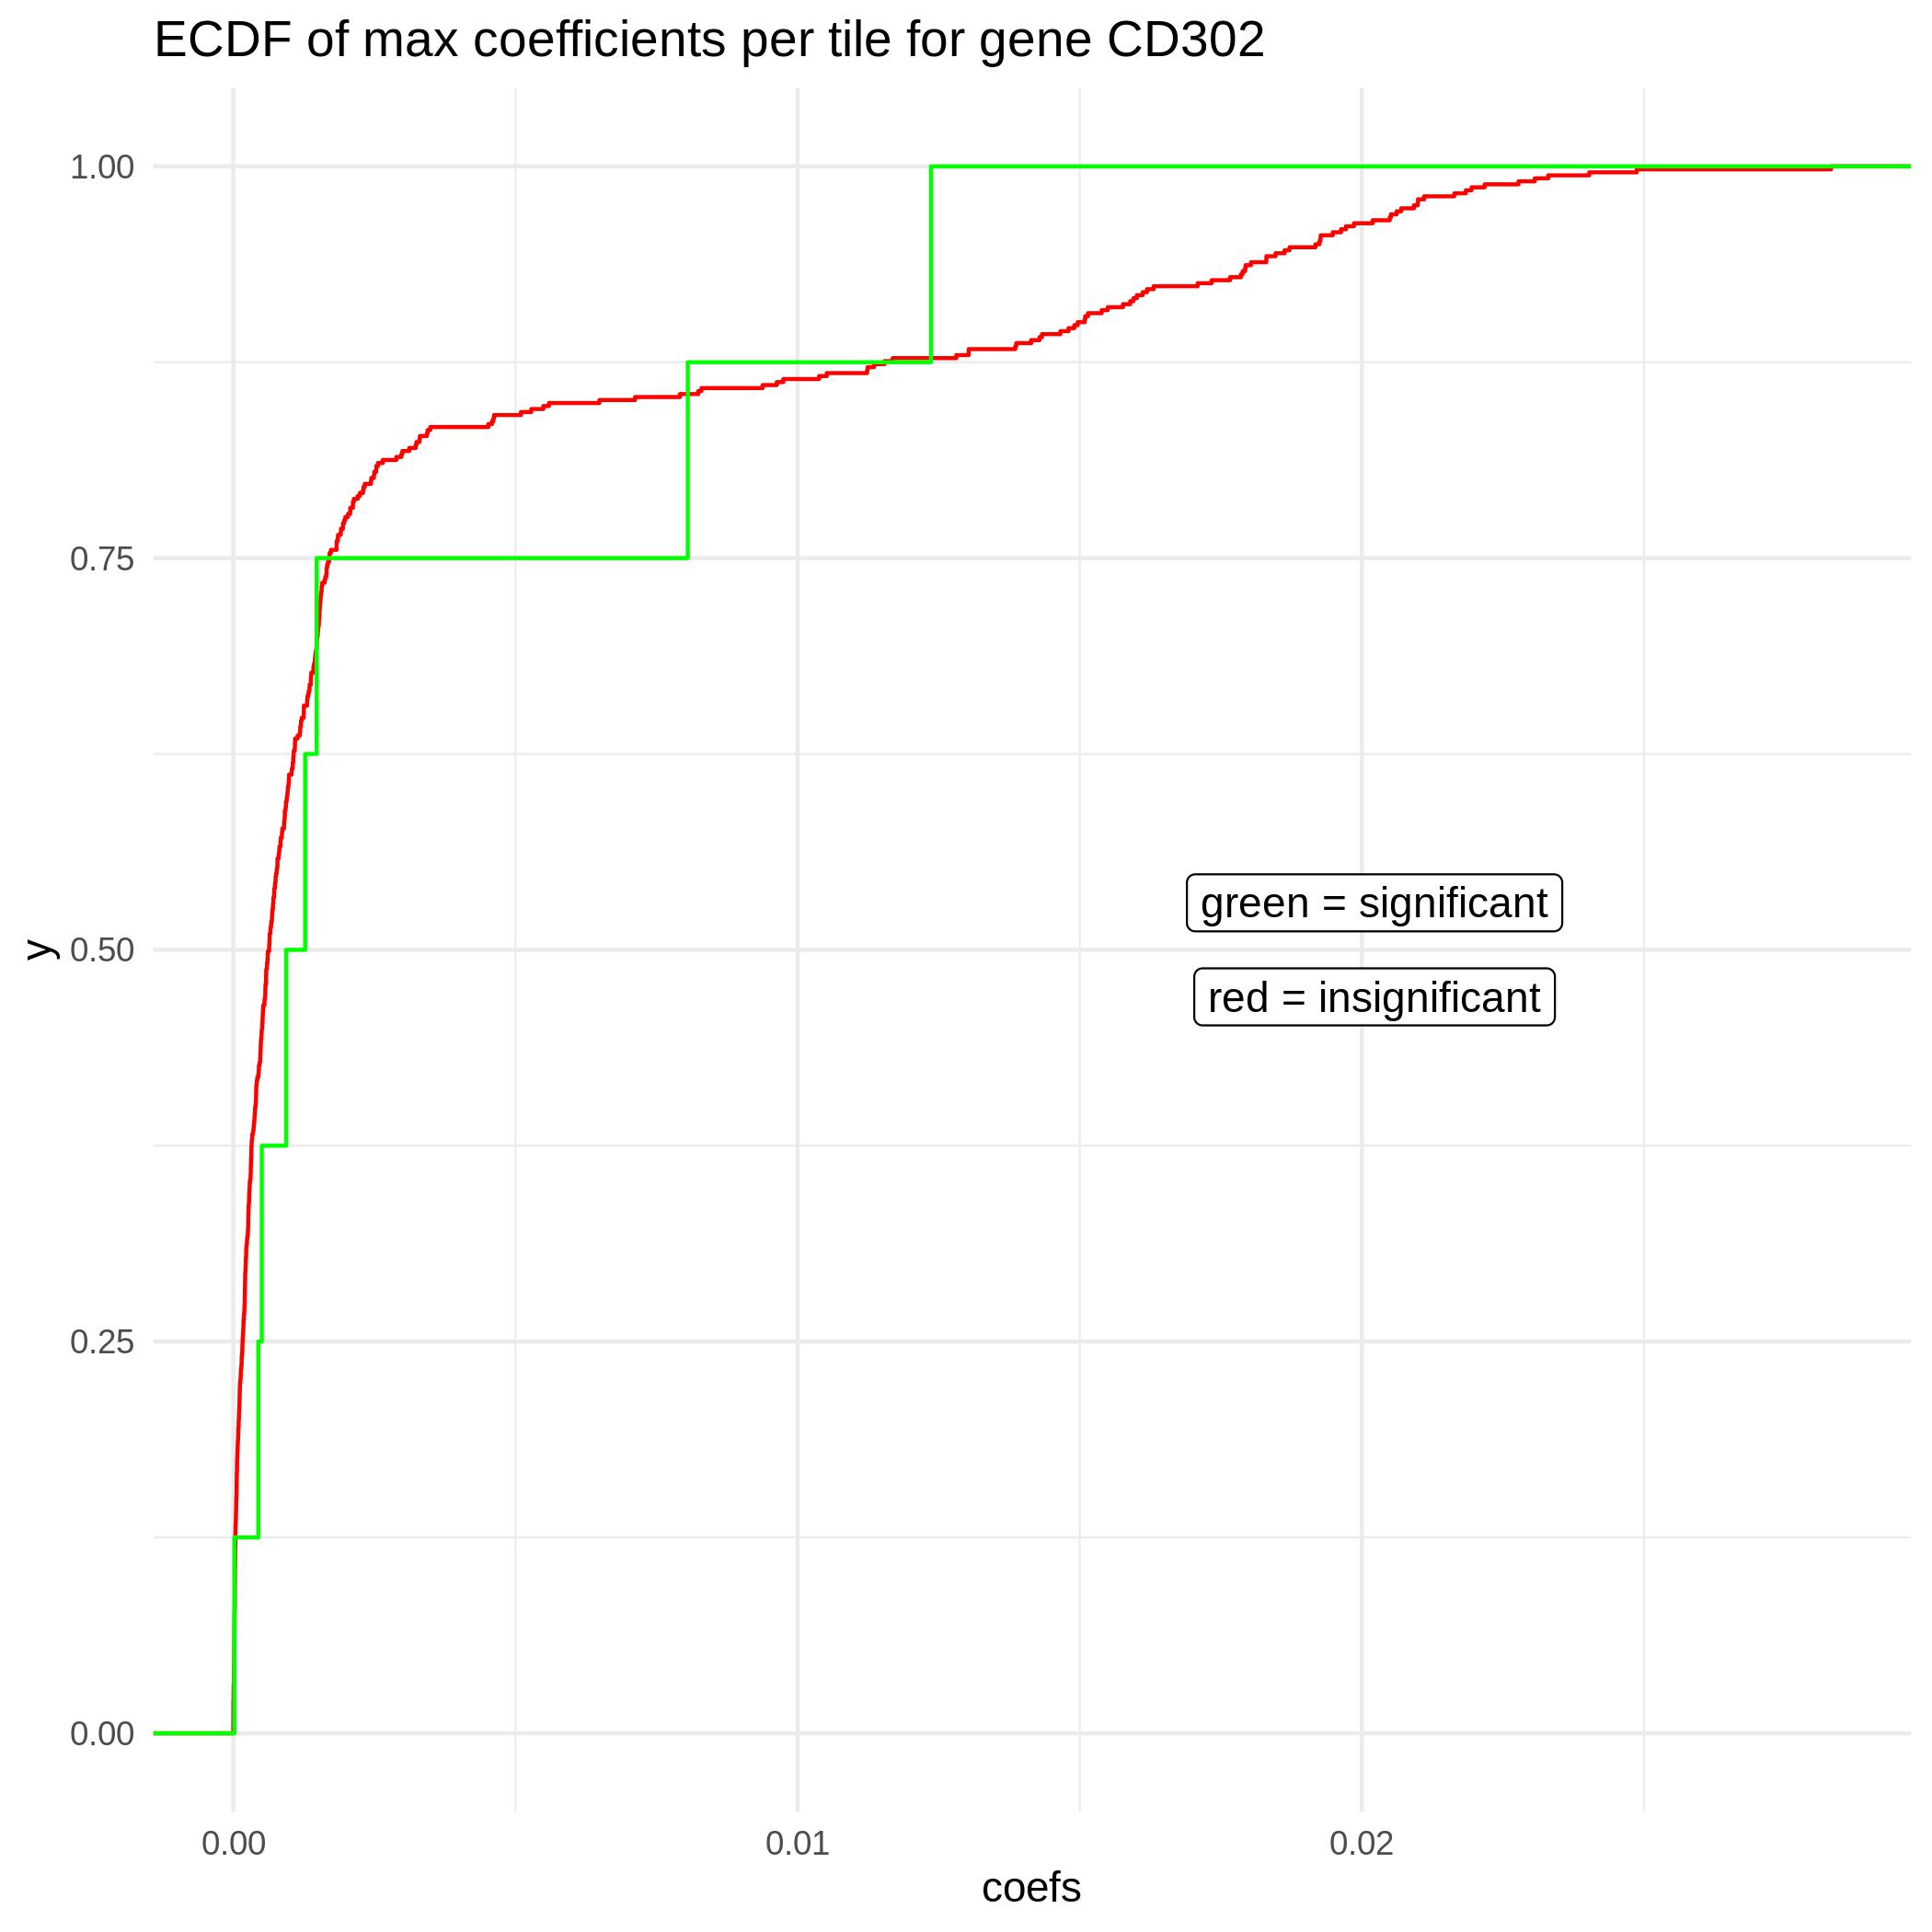 ECDF of max coefficients per tile for gene CD302
1.00
0.75
0.50
0.25
0.00
y
green = significant
red = insignificant
0.00 0.01 0.02
coefs